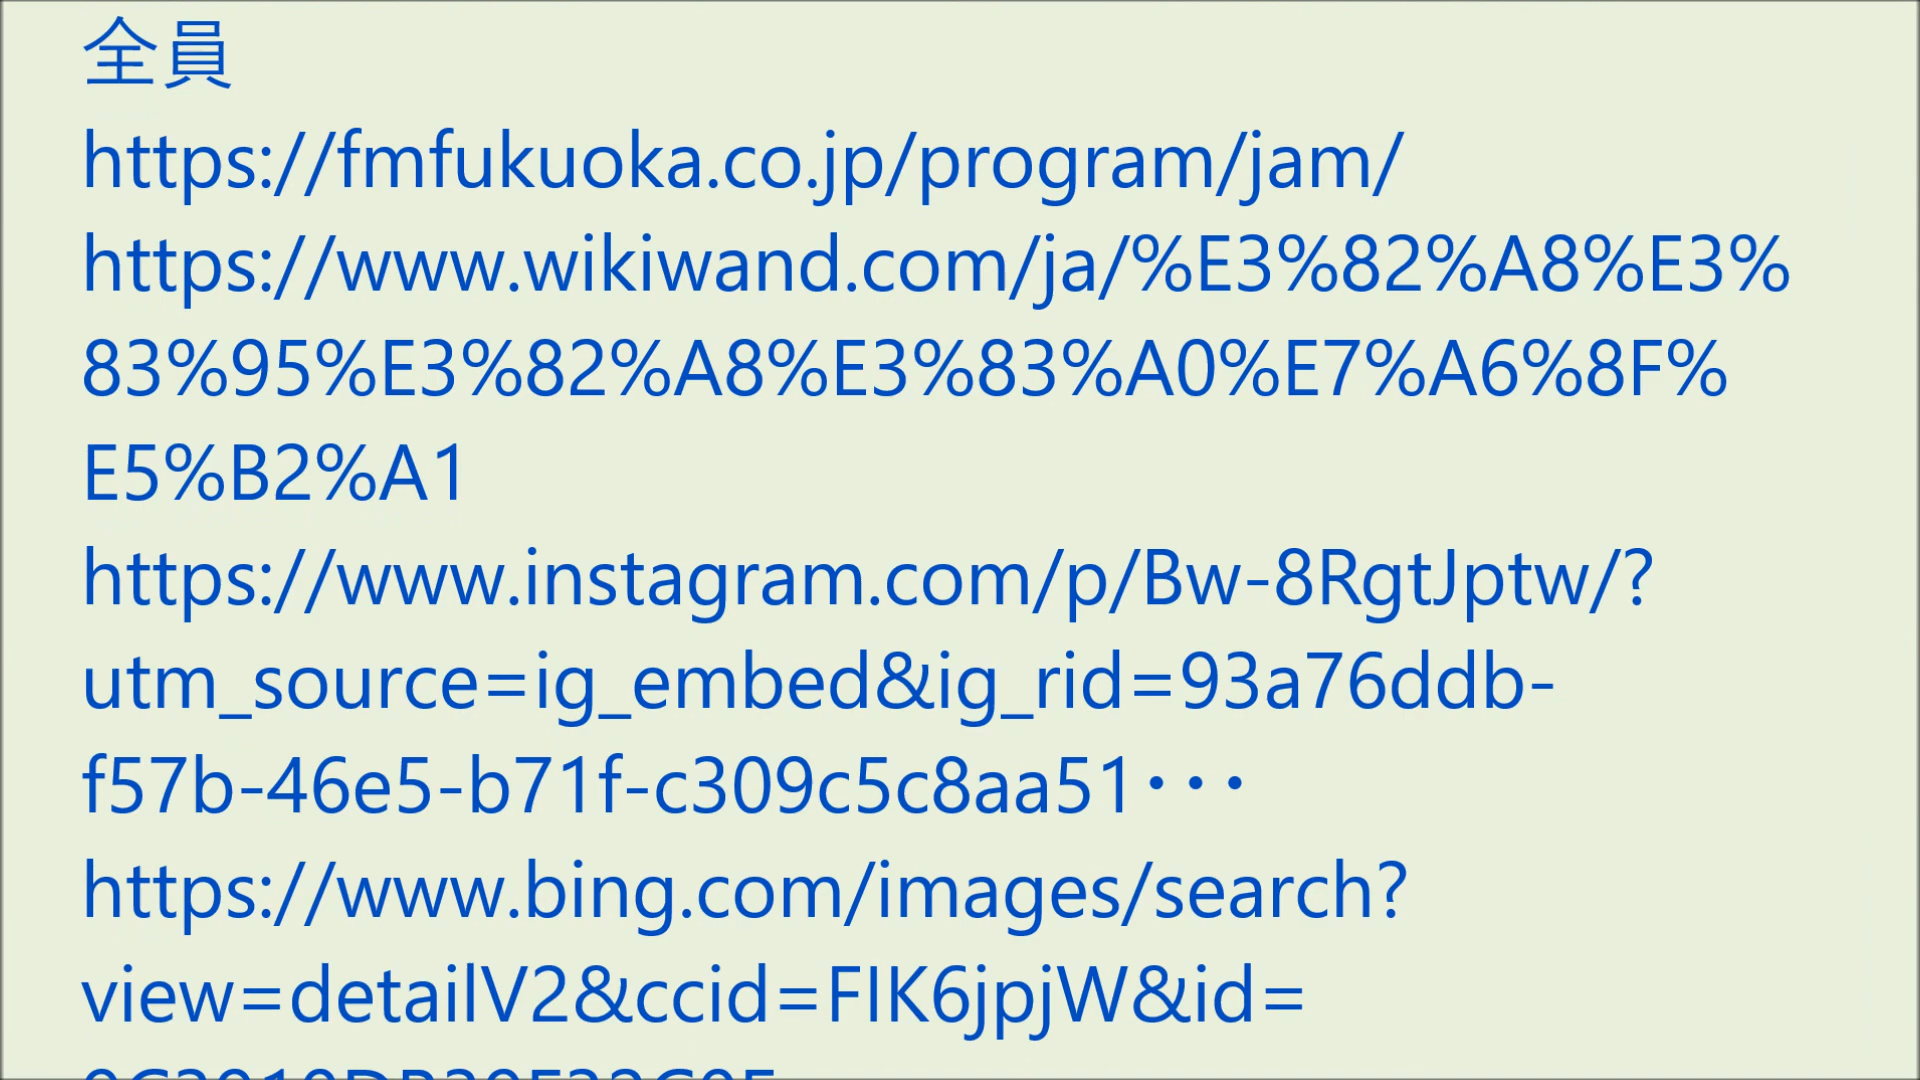 全員
https://fmfukuoka.co.jp/program/jam/
https://www.wikiwand.com/ja/%E3%82%A8%E3%
83%95%E3%82%A8%E3%83%A0%E7%A6%8F%
E5%B2%A1
https://www.instagram.com/p/Bw-8RgtJptw/?
utm_source=ig_embed&ig_rid=93a76ddb-
f57b-46e5-b71f-c309c5c8aa51・・・
https://www.bing.com/images/search?
view=detailV2&ccid=FIK6jpjW&id=